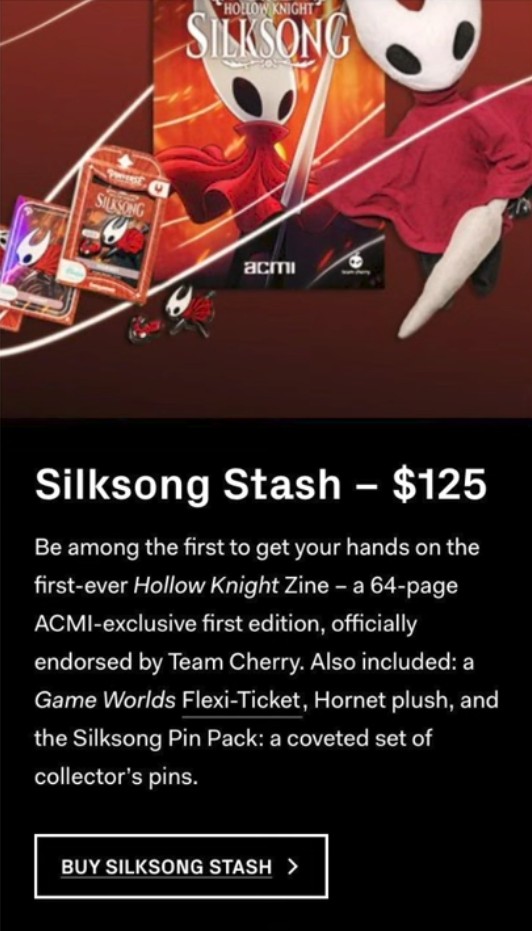 HOLLOW KNIGHT
SILKSONG
SILKSONG
acmi
team cherry
Silksong Stash – $125
Be among the first to get your hands on the
first-ever Hollow Knight Zine – a 64-page
ACMI-exclusive first edition, officially
endorsed by Team Cherry. Also included: a
Game Worlds Flexi-Ticket, Hornet plush, and
the Silksong Pin Pack: a coveted set of
collector's pins.
BUY SILKSONG STASH